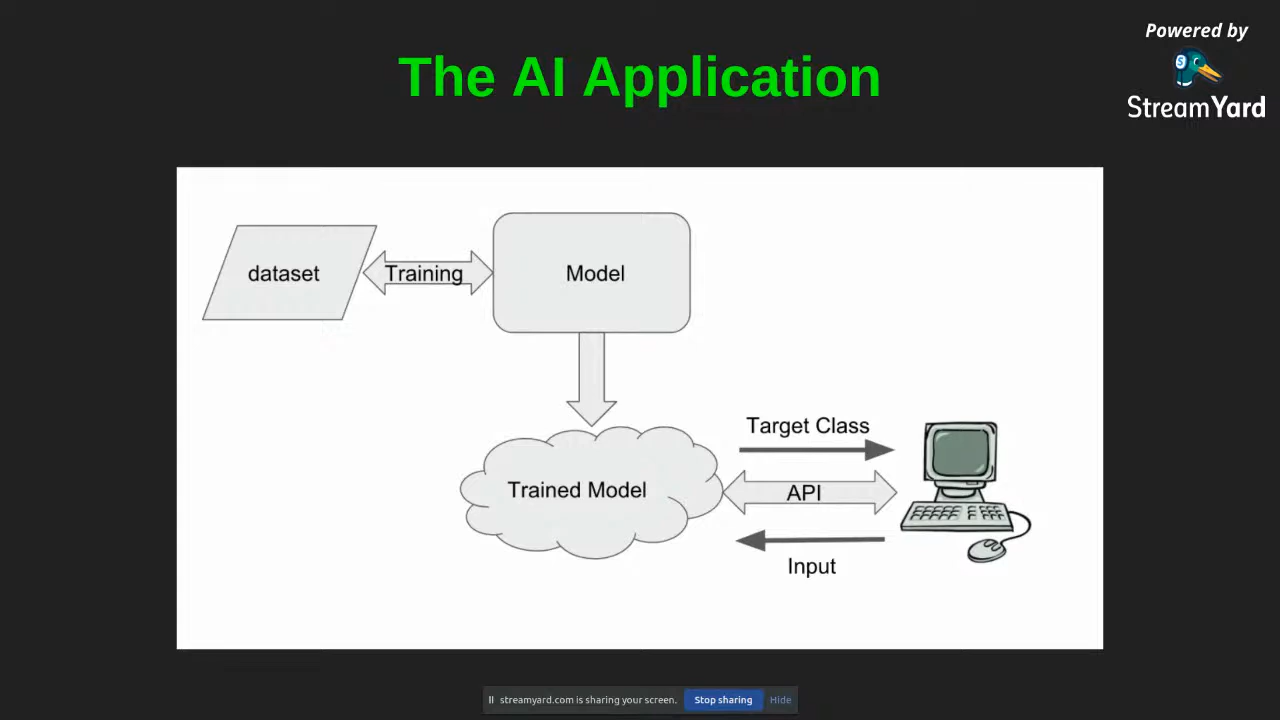 Powered by
StreamYard
The AI Application
dataset
Training
Model
Target Class
Trained Model
API
Input
streamyard.com is sharing your screen.
Stop sharing
Hide